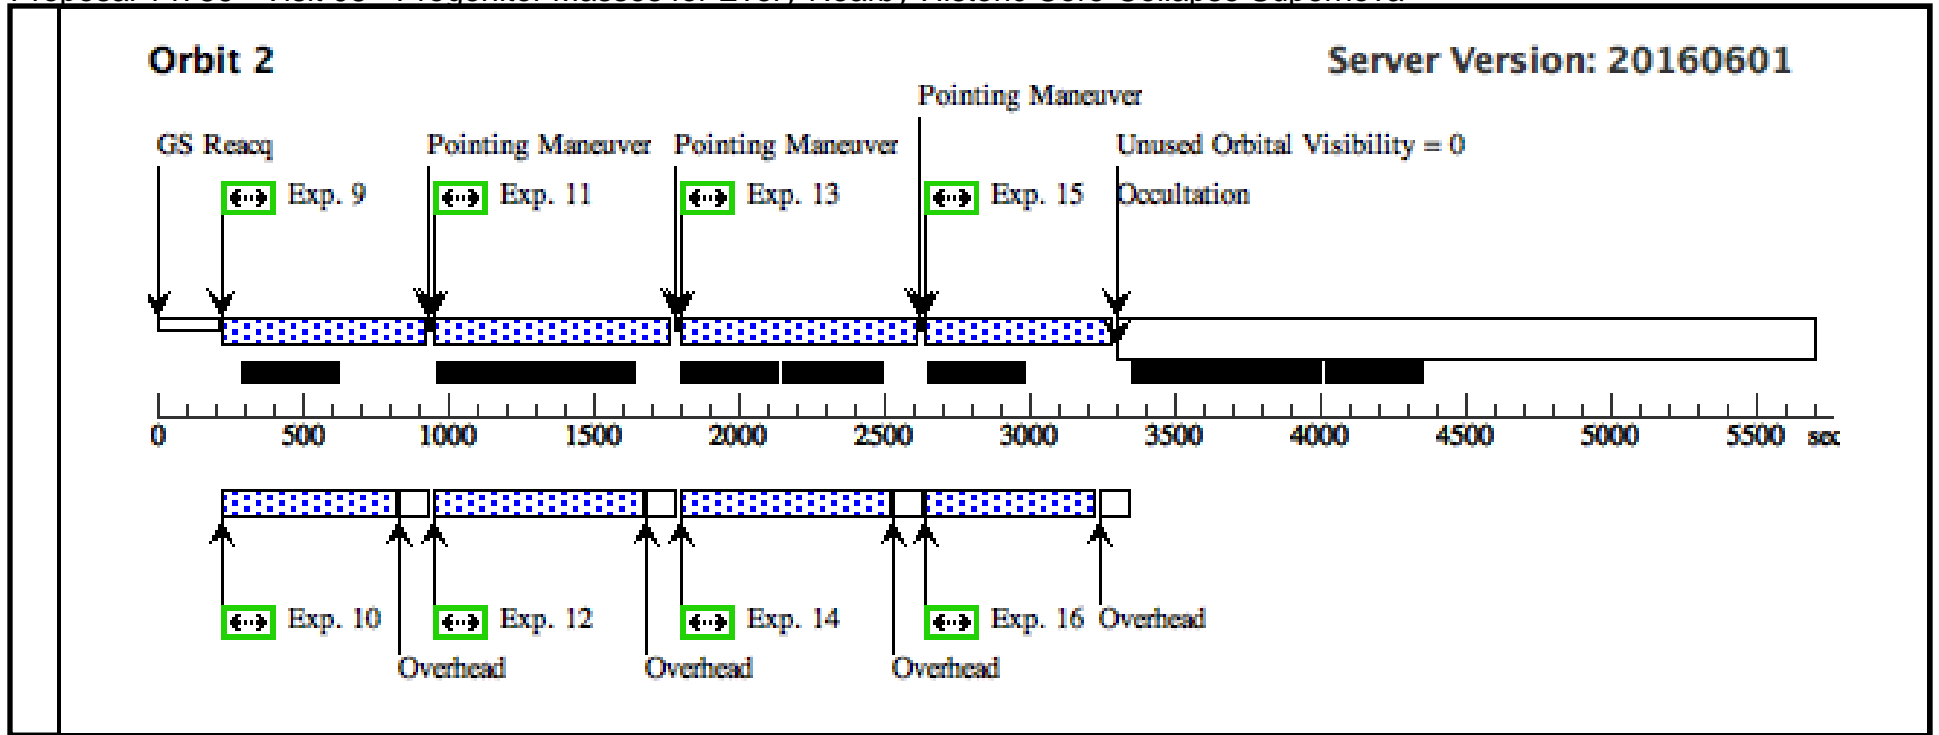 Orbit 2
Server Version: 20160601
Pointing Maneuver
GS Reacq
Pointing Maneuver
Pointing Maneuver
Unused Orbital Visibility = 0
Exp. 9
Exp. 11
Exp. 13
Exp. 15
Occultation
0 500 1000 1500 2000 2500 3000 3500 4000 4500 5000 5500 sec
Exp. 10
Exp. 12
Exp. 14
Exp. 16
Overhead
Overhead
Overhead
Overhead